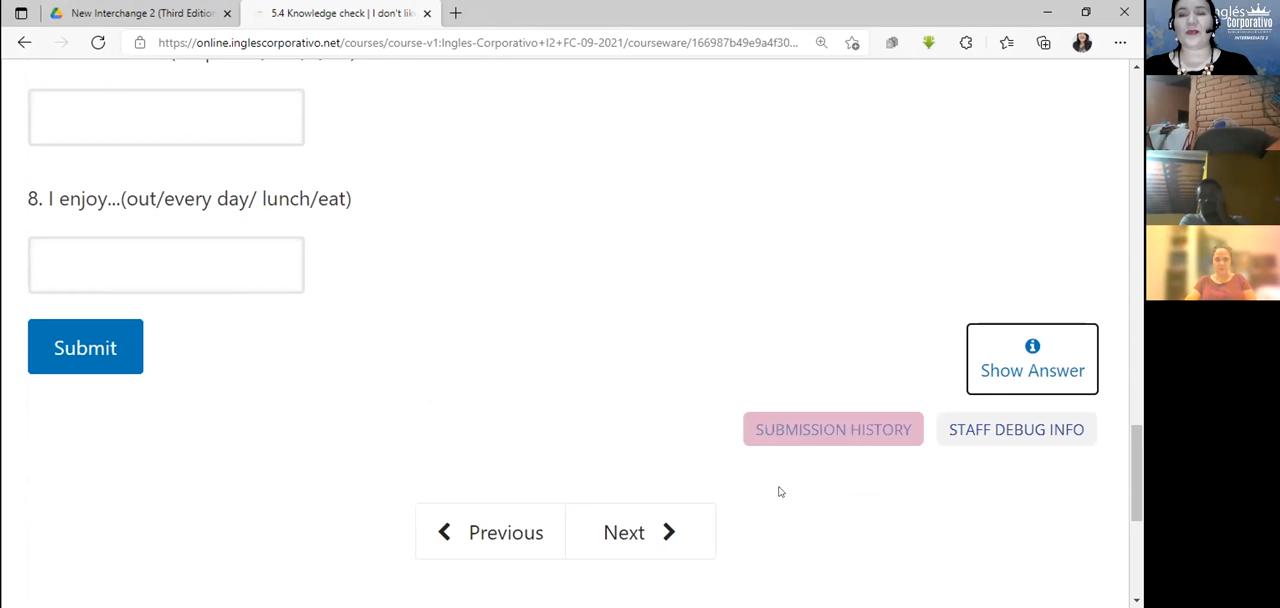 New Interchange 2 (Third Edition
5.4 Knowledge check | I don't lik
https://online.inglescorporativo.net/courses/course-v1:Ingles-Corporativo+I2+FC-09-2021/courseware/166987b49e9a4f30...
Inglés
Corporativo
INTERMEDIATE 2
8. I enjoy...(out/every day/ lunch/eat)
Submit
Show Answer
SUBMISSION HISTORY
STAFF DEBUG INFO
Previous
Next